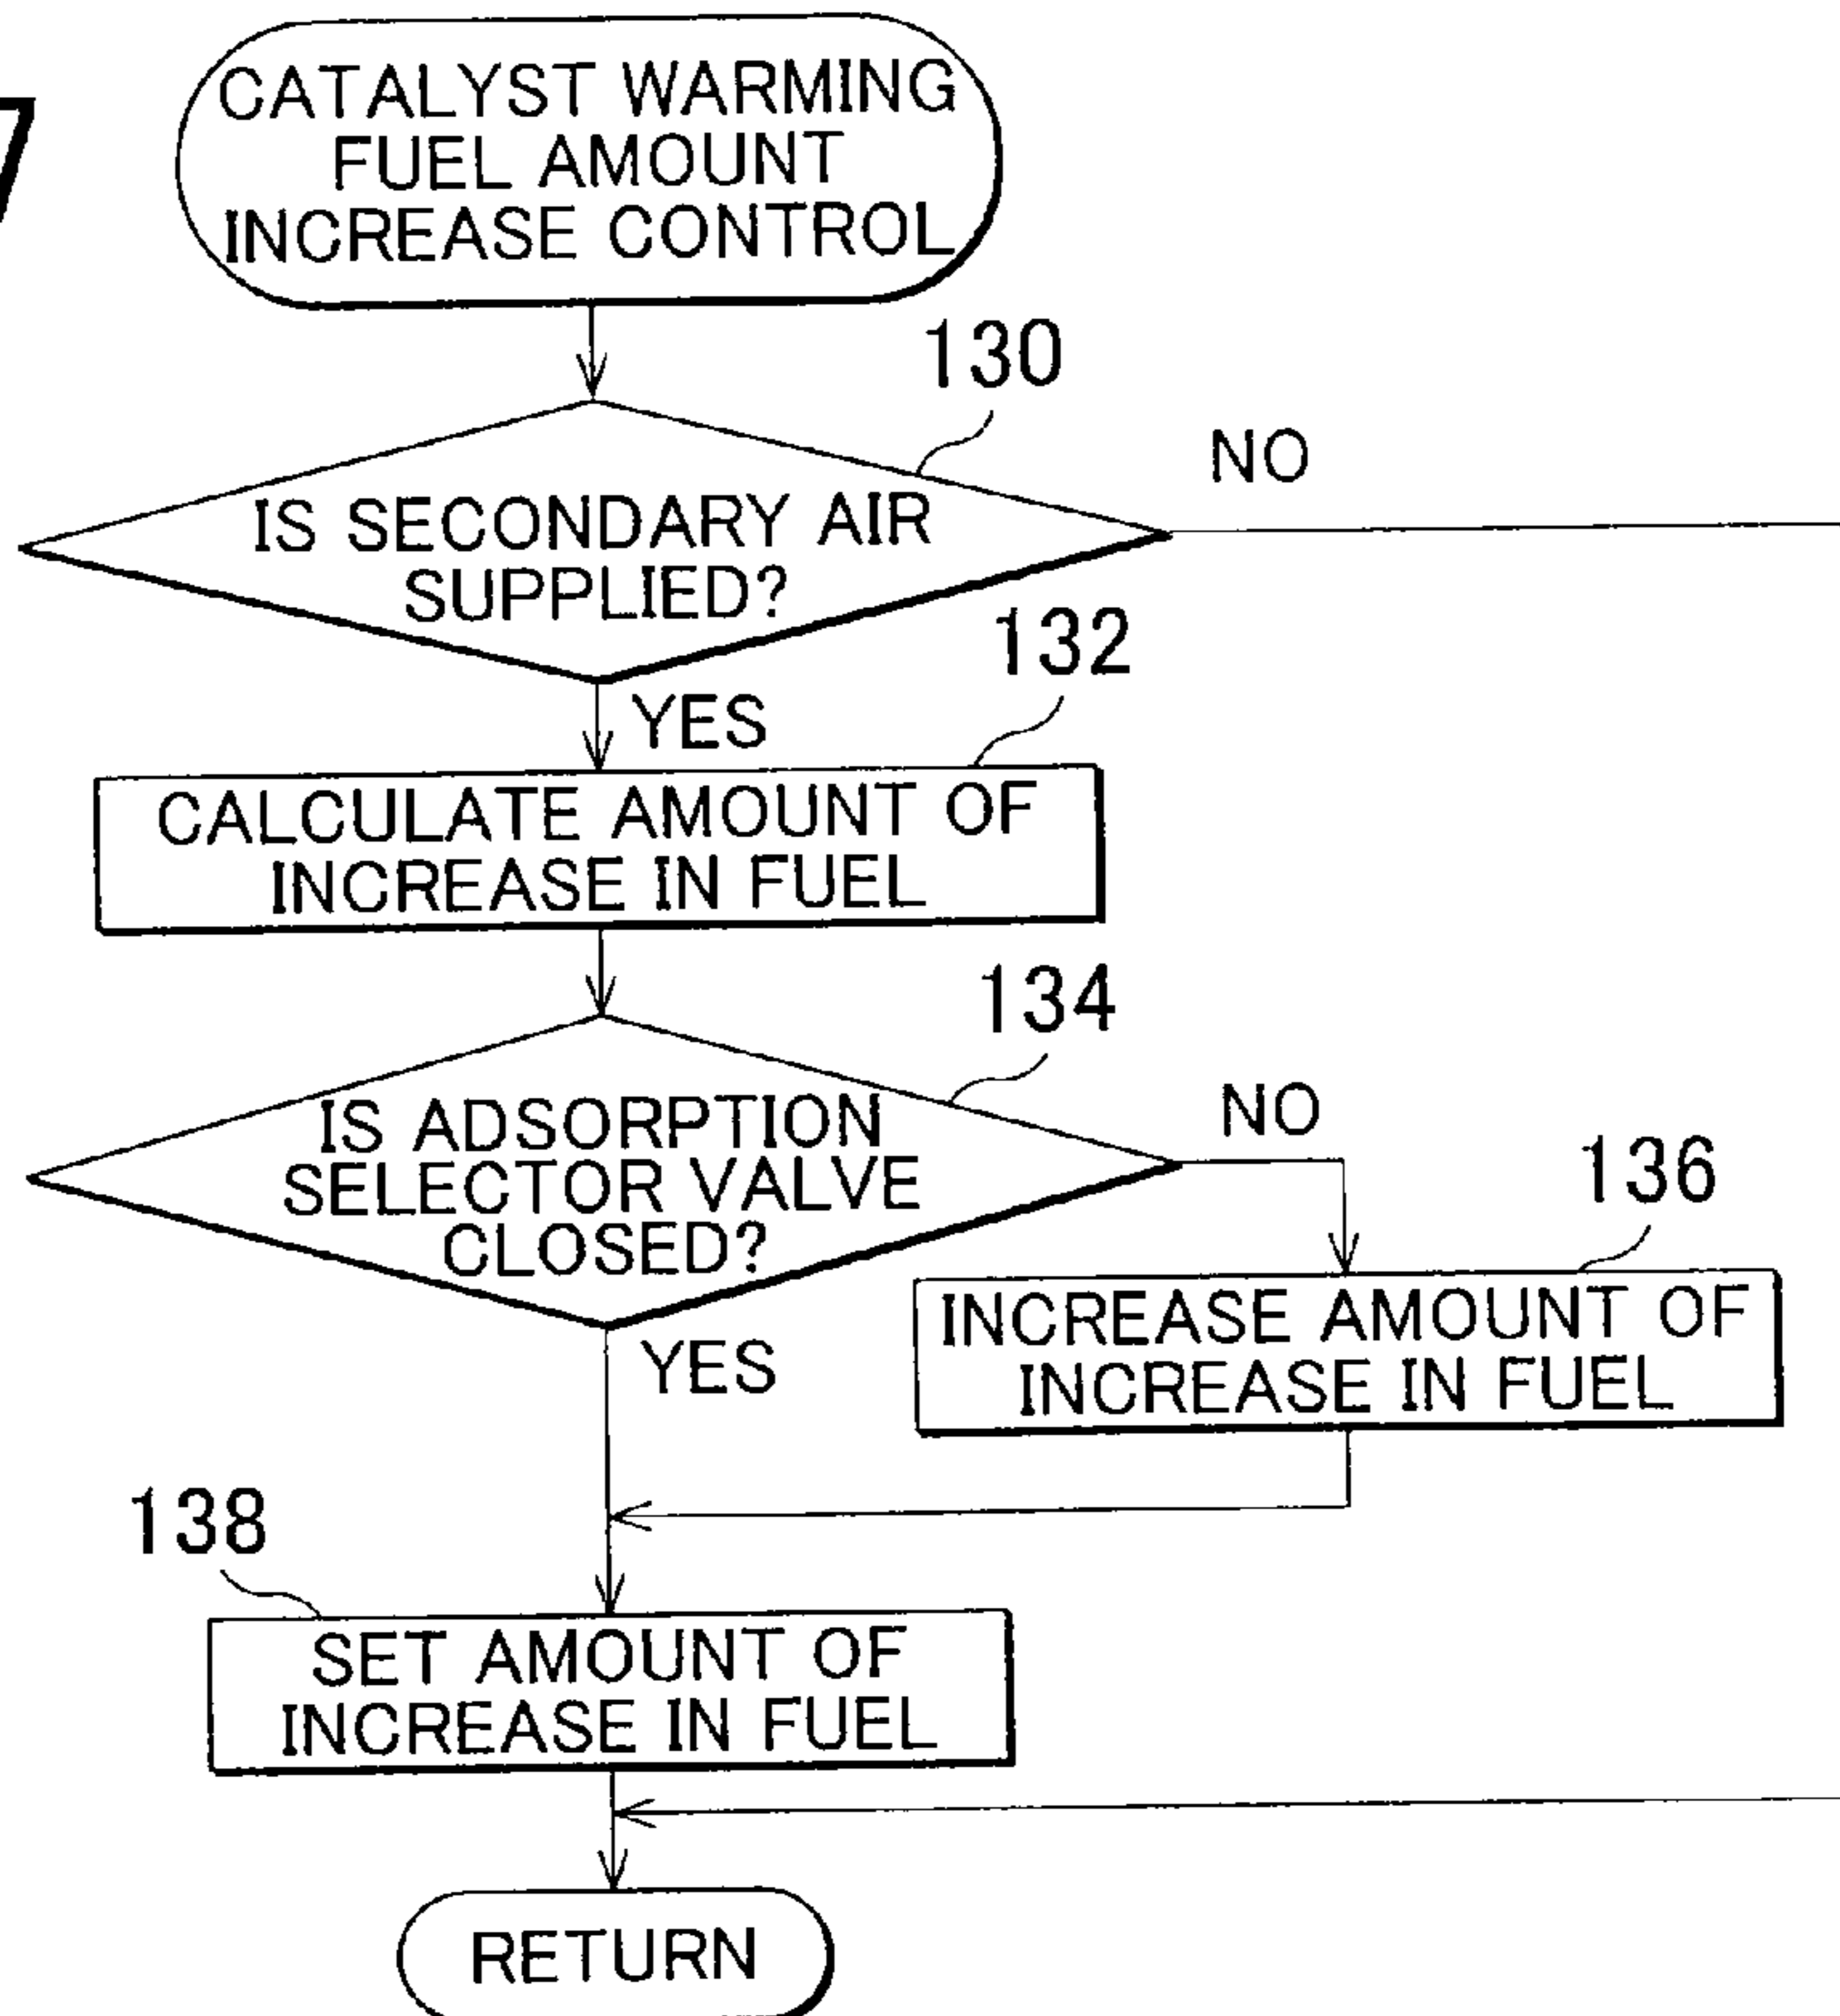 7
CATALYST WARMING
FUEL AMOUNT
INCREASE CONTROL
130
NO
IS SECONDARY AIR
SUPPLIED?
132
YES
CALCULATE AMOUNT OF
INCREASE IN FUEL
134
NO
IS ADSORPTION
SELECTOR VALVE
CLOSED?
136
YES
INCREASE AMOUNT OF
INCREASE IN FUEL
138
SET AMOUNT OF
INCREASE IN FUEL
RETURN